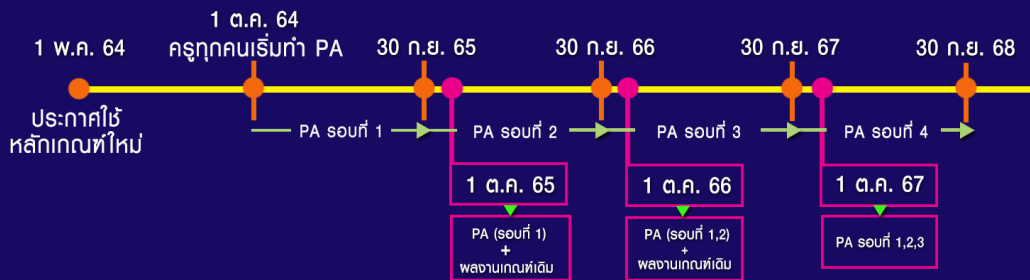 1 พ.ค. 64
1 ต.ค. 64
ครูทุกคนเริ่มทำ PA
30 ก.ย. 65
30 ก.ย. 66
30 ก.ย. 67
30 ก.ย. 68
ประกาศใช้
หลักเกณฑ์ใหม่
PA รอบที่ 1
PA รอบที่ 2
PA รอบที่ 3
PA รอบที่ 4
1 ต.ค. 65
1 ต.ค. 66
1 ต.ค. 67
PA (รอบที่ 1)
+
ผลงานเกณฑ์เดิม
PA (รอบที่ 1,2)
+
ผลงานเกณฑ์เดิม
PA รอบที่ 1,2,3